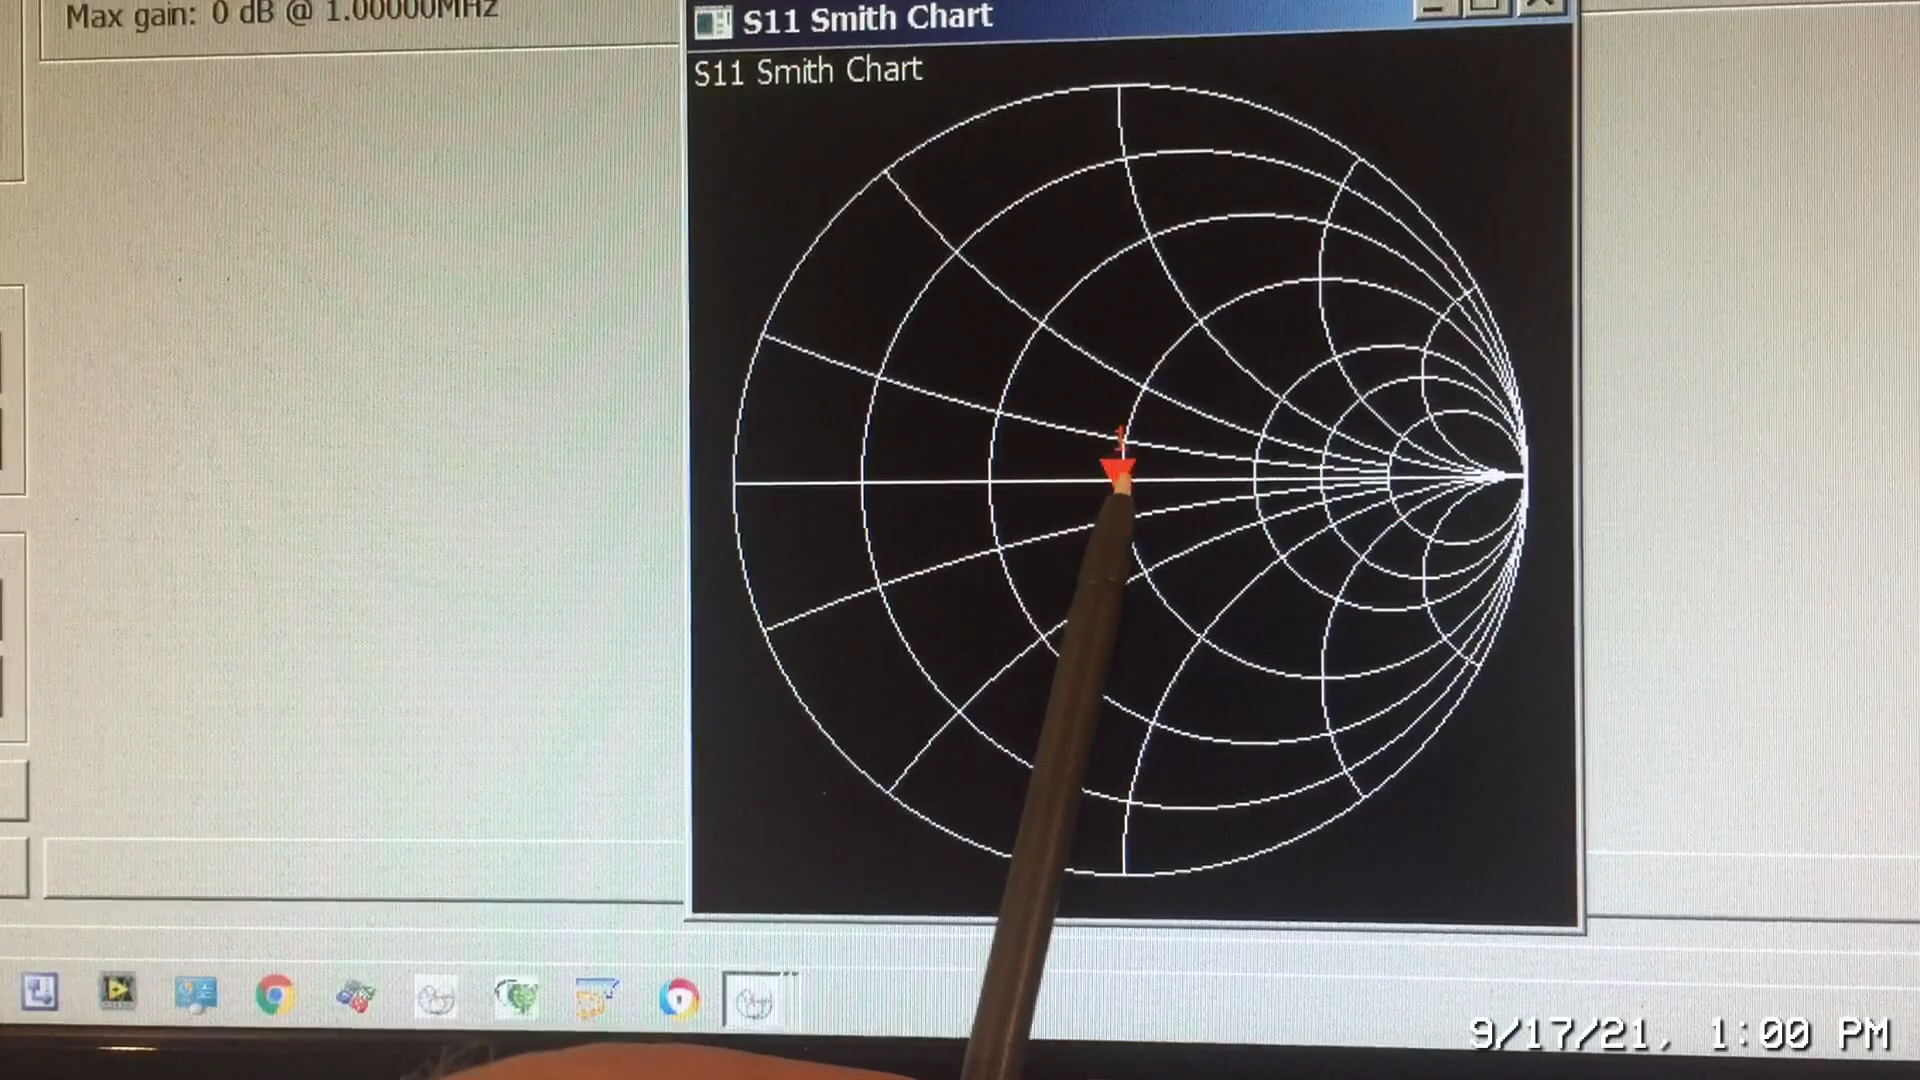 Max gain: 0 dB @ 1.00000MHz
S11 Smith Chart
S11 Smith Chart
1
9/17/21, 1:00 PM